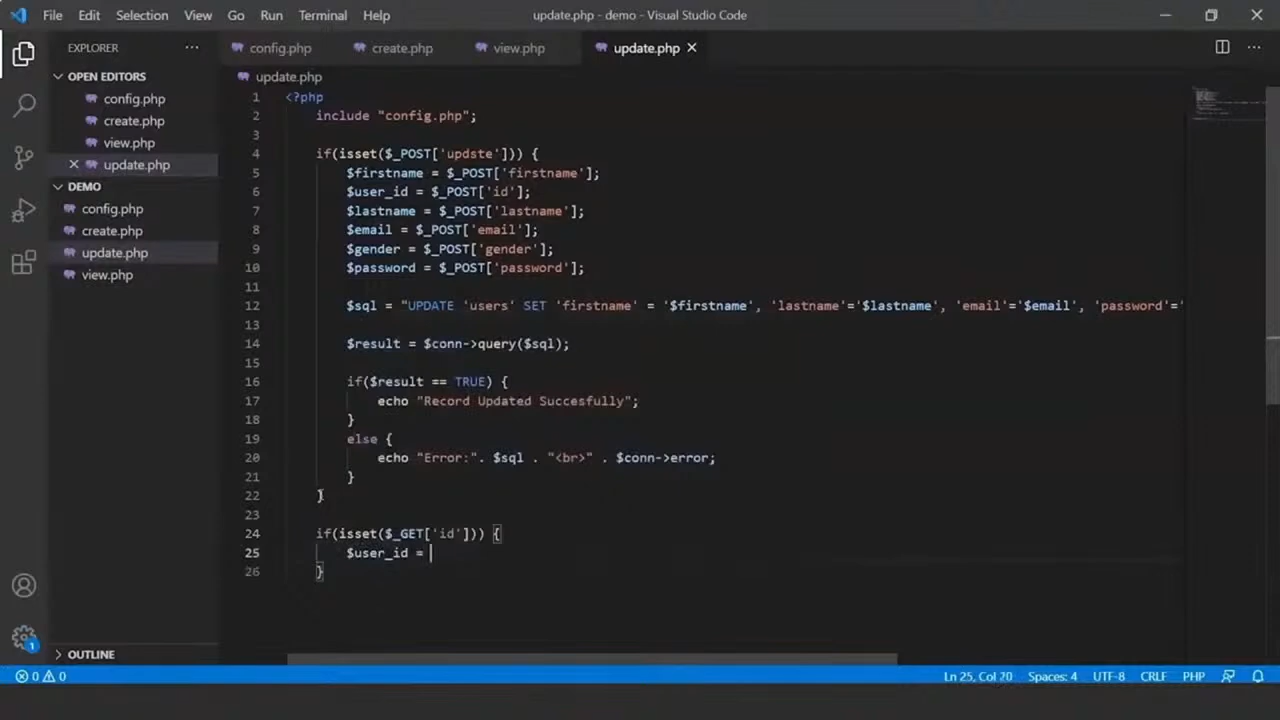 File Edit Selection View Go Run Terminal Help update.php - demo - Visual Studio Code
EXPLORER ... config.php create.php view.php update.php ...
OPEN EDITORS
config.php
create.php
view.php
update.php
DEMO
config.php
create.php
update.php
view.php
OUTLINE
update.php
1 <?php
2 include "config.php";
3
4 if(isset($_POST['updste'])) {
5 $firstname = $_POST['firstname'];
6 $user_id = $_POST['id'];
7 $lastname = $_POST['lastname'];
8 $email = $_POST['email'];
9 $gender = $_POST['gender'];
10 $password = $_POST['password'];
11
12 $sql = "UPDATE 'users' SET 'firstname' = '$firstname', 'lastname'='$lastname', 'email'='$email', 'password'='
13
14 $result = $conn->query($sql);
15
16 if($result == TRUE) {
17 echo "Record Updated Succesfully";
18 }
19 else {
20 echo "Error:". $sql . "<br>" . $conn->error;
21 }
22 }
23
24 if(isset($_GET['id'])) {
25 $user_id =
26 }
1
0 0 Ln 25, Col 20 Spaces: 4 UTF-8 CRLF PHP